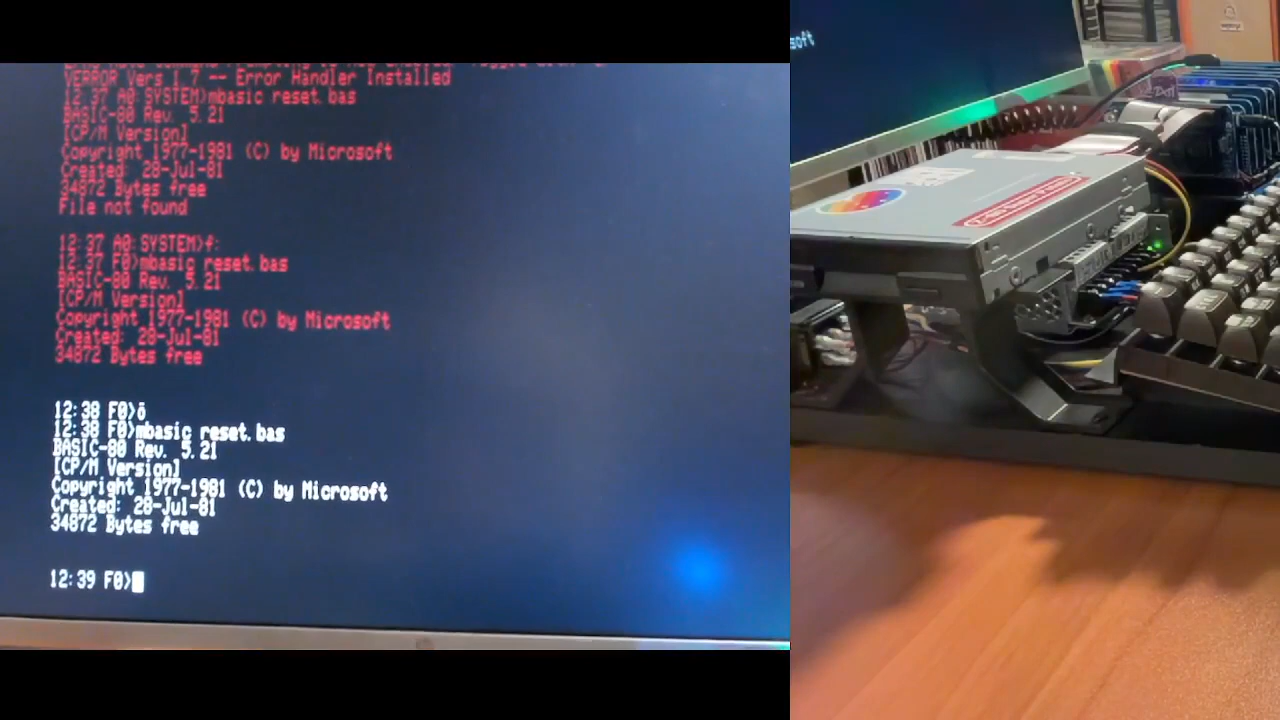 VERROR Vers 1.7 -- Error Handler Installed
12:37 A0:SYSTEM>mbasic reset.bas
BASIC-80 Rev. 5.21
[CP/M Version]
Copyright 1977-1981 (C) by Microsoft
Created: 28-Jul-81
34872 Bytes free
File not found
12:37 A0:SYSTEM>f:
12:37 F0>mbasic reset.bas
BASIC-80 Rev. 5.21
[CP/M Version]
Copyright 1977-1981 (C) by Microsoft
Created: 28-Jul-81
34872 Bytes free
12:38 F0>ö
12:38 F0>mbasic reset.bas
BASIC-80 Rev. 5.21
[CP/M Version]
Copyright 1977-1981 (C) by Microsoft
Created: 28-Jul-81
34872 Bytes free
12:39 F0>
soft